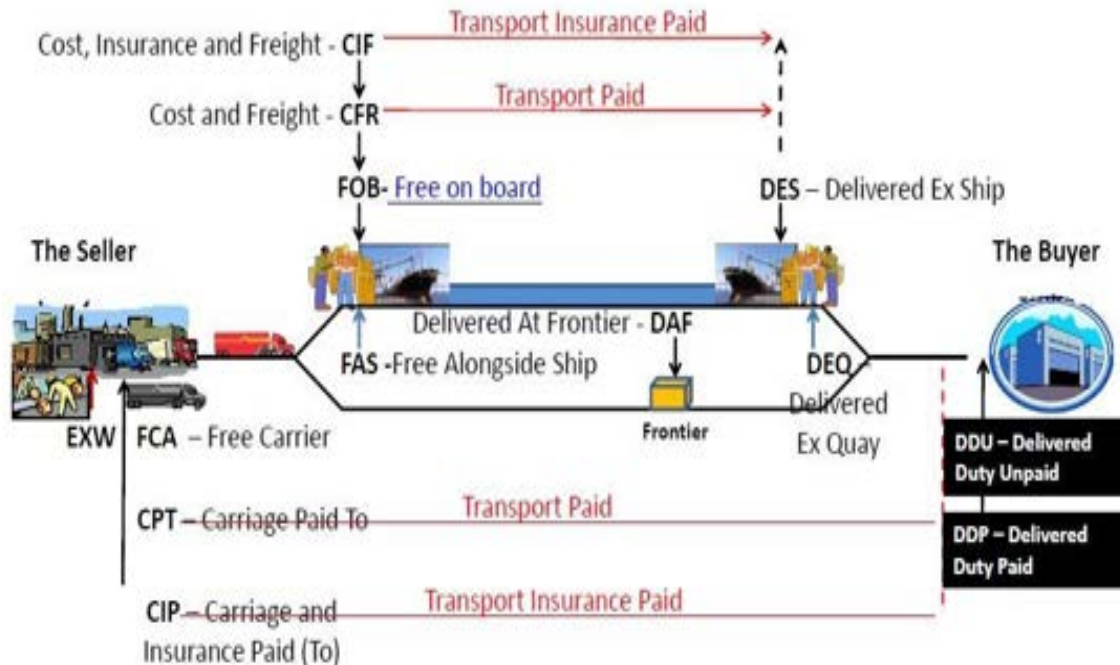 Transport Insurance Paid
Cost, Insurance and Freight - CIF
Transport Paid
Cost and Freight - CFR
FOB- Free on board
DES – Delivered Ex Ship
The Seller
The Buyer
Delivered At Frontier - DAF
FAS -Free Alongside Ship
DEQ -
Delivered
Ex Quay
Frontier
EXW
FCA – Free Carrier
DDU – Delivered
Duty Unpaid
CPT – Carriage Paid To
Transport Paid
DDP – Delivered
Duty Paid
CIP – Carriage and
Insurance Paid (To)
Transport Insurance Paid